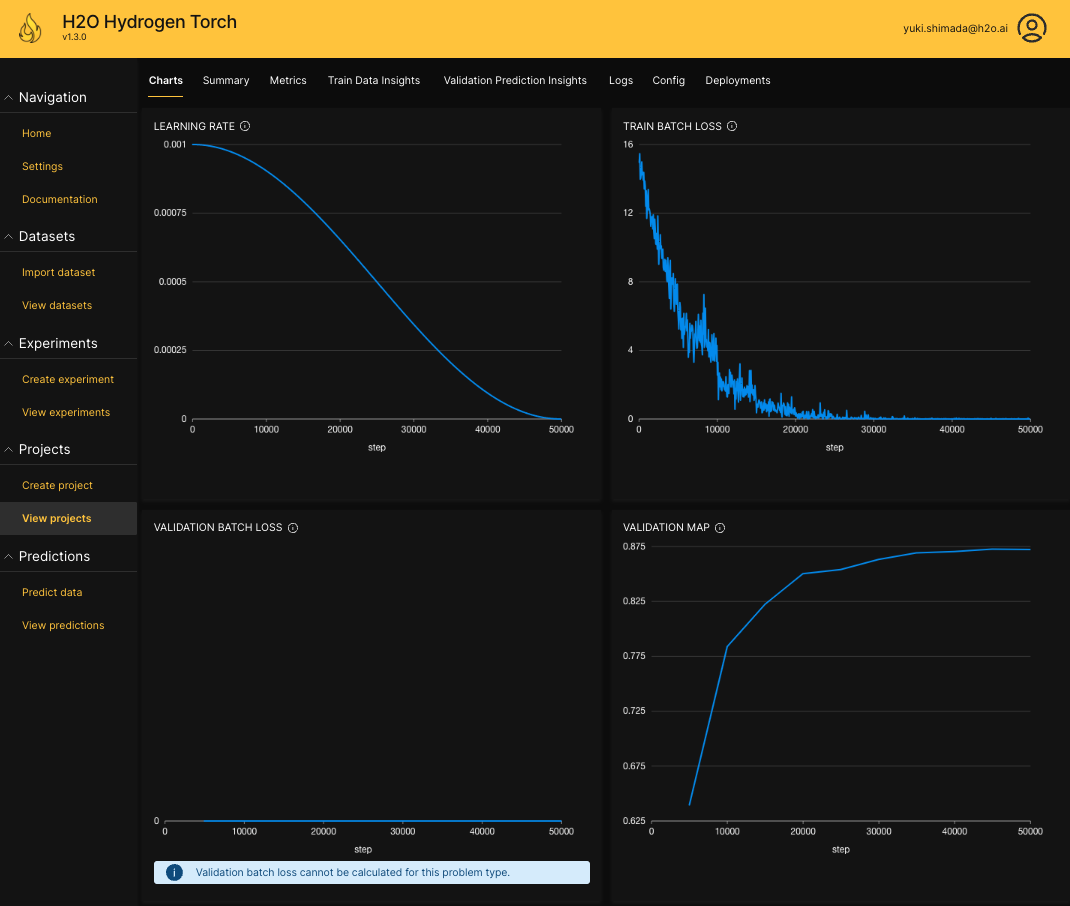 H2O Hydrogen Torch
v1.3.0
yuki.shimada@h2o.ai
Navigation
Home
Settings
Documentation
Datasets
Import dataset
View datasets
Experiments
Create experiment
View experiments
Projects
Create project
View projects
Predictions
Predict data
View predictions
Charts Summary Metrics Train Data Insights Validation Prediction Insights Logs Config Deployments
LEARNING RATE
0.001
0.00075
0.0005
0.00025
0
0 10000 20000 30000 40000 50000
step
TRAIN BATCH LOSS
16
12
8
4
0
0 10000 20000 30000 40000 50000
step
VALIDATION BATCH LOSS
0
0 10000 20000 30000 40000 50000
step
Validation batch loss cannot be calculated for this problem type.
VALIDATION MAP
0.875
0.825
0.775
0.725
0.675
0.625
0 10000 20000 30000 40000 50000
step